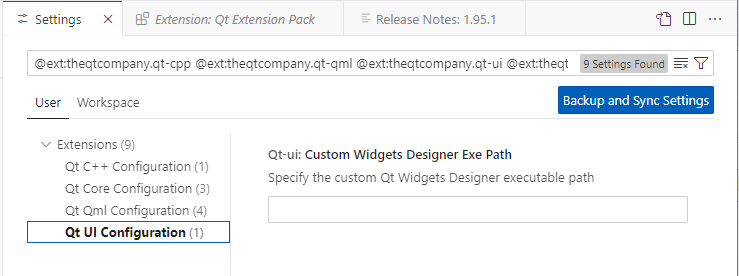 Settings
Extension: Qt Extension Pack
Release Notes: 1.95.1
@ext:theqtcompany.qt-cpp @ext:theqtcompany.qt-qml @ext:theqtcompany.qt-ui @ext:theqt
9 Settings Found
User
Workspace
Backup and Sync Settings
Extensions (9)
Qt C++ Configuration (1)
Qt Core Configuration (3)
Qt Qml Configuration (4)
Qt UI Configuration (1)
Qt-ui: Custom Widgets Designer Exe Path
Specify the custom Qt Widgets Designer executable path